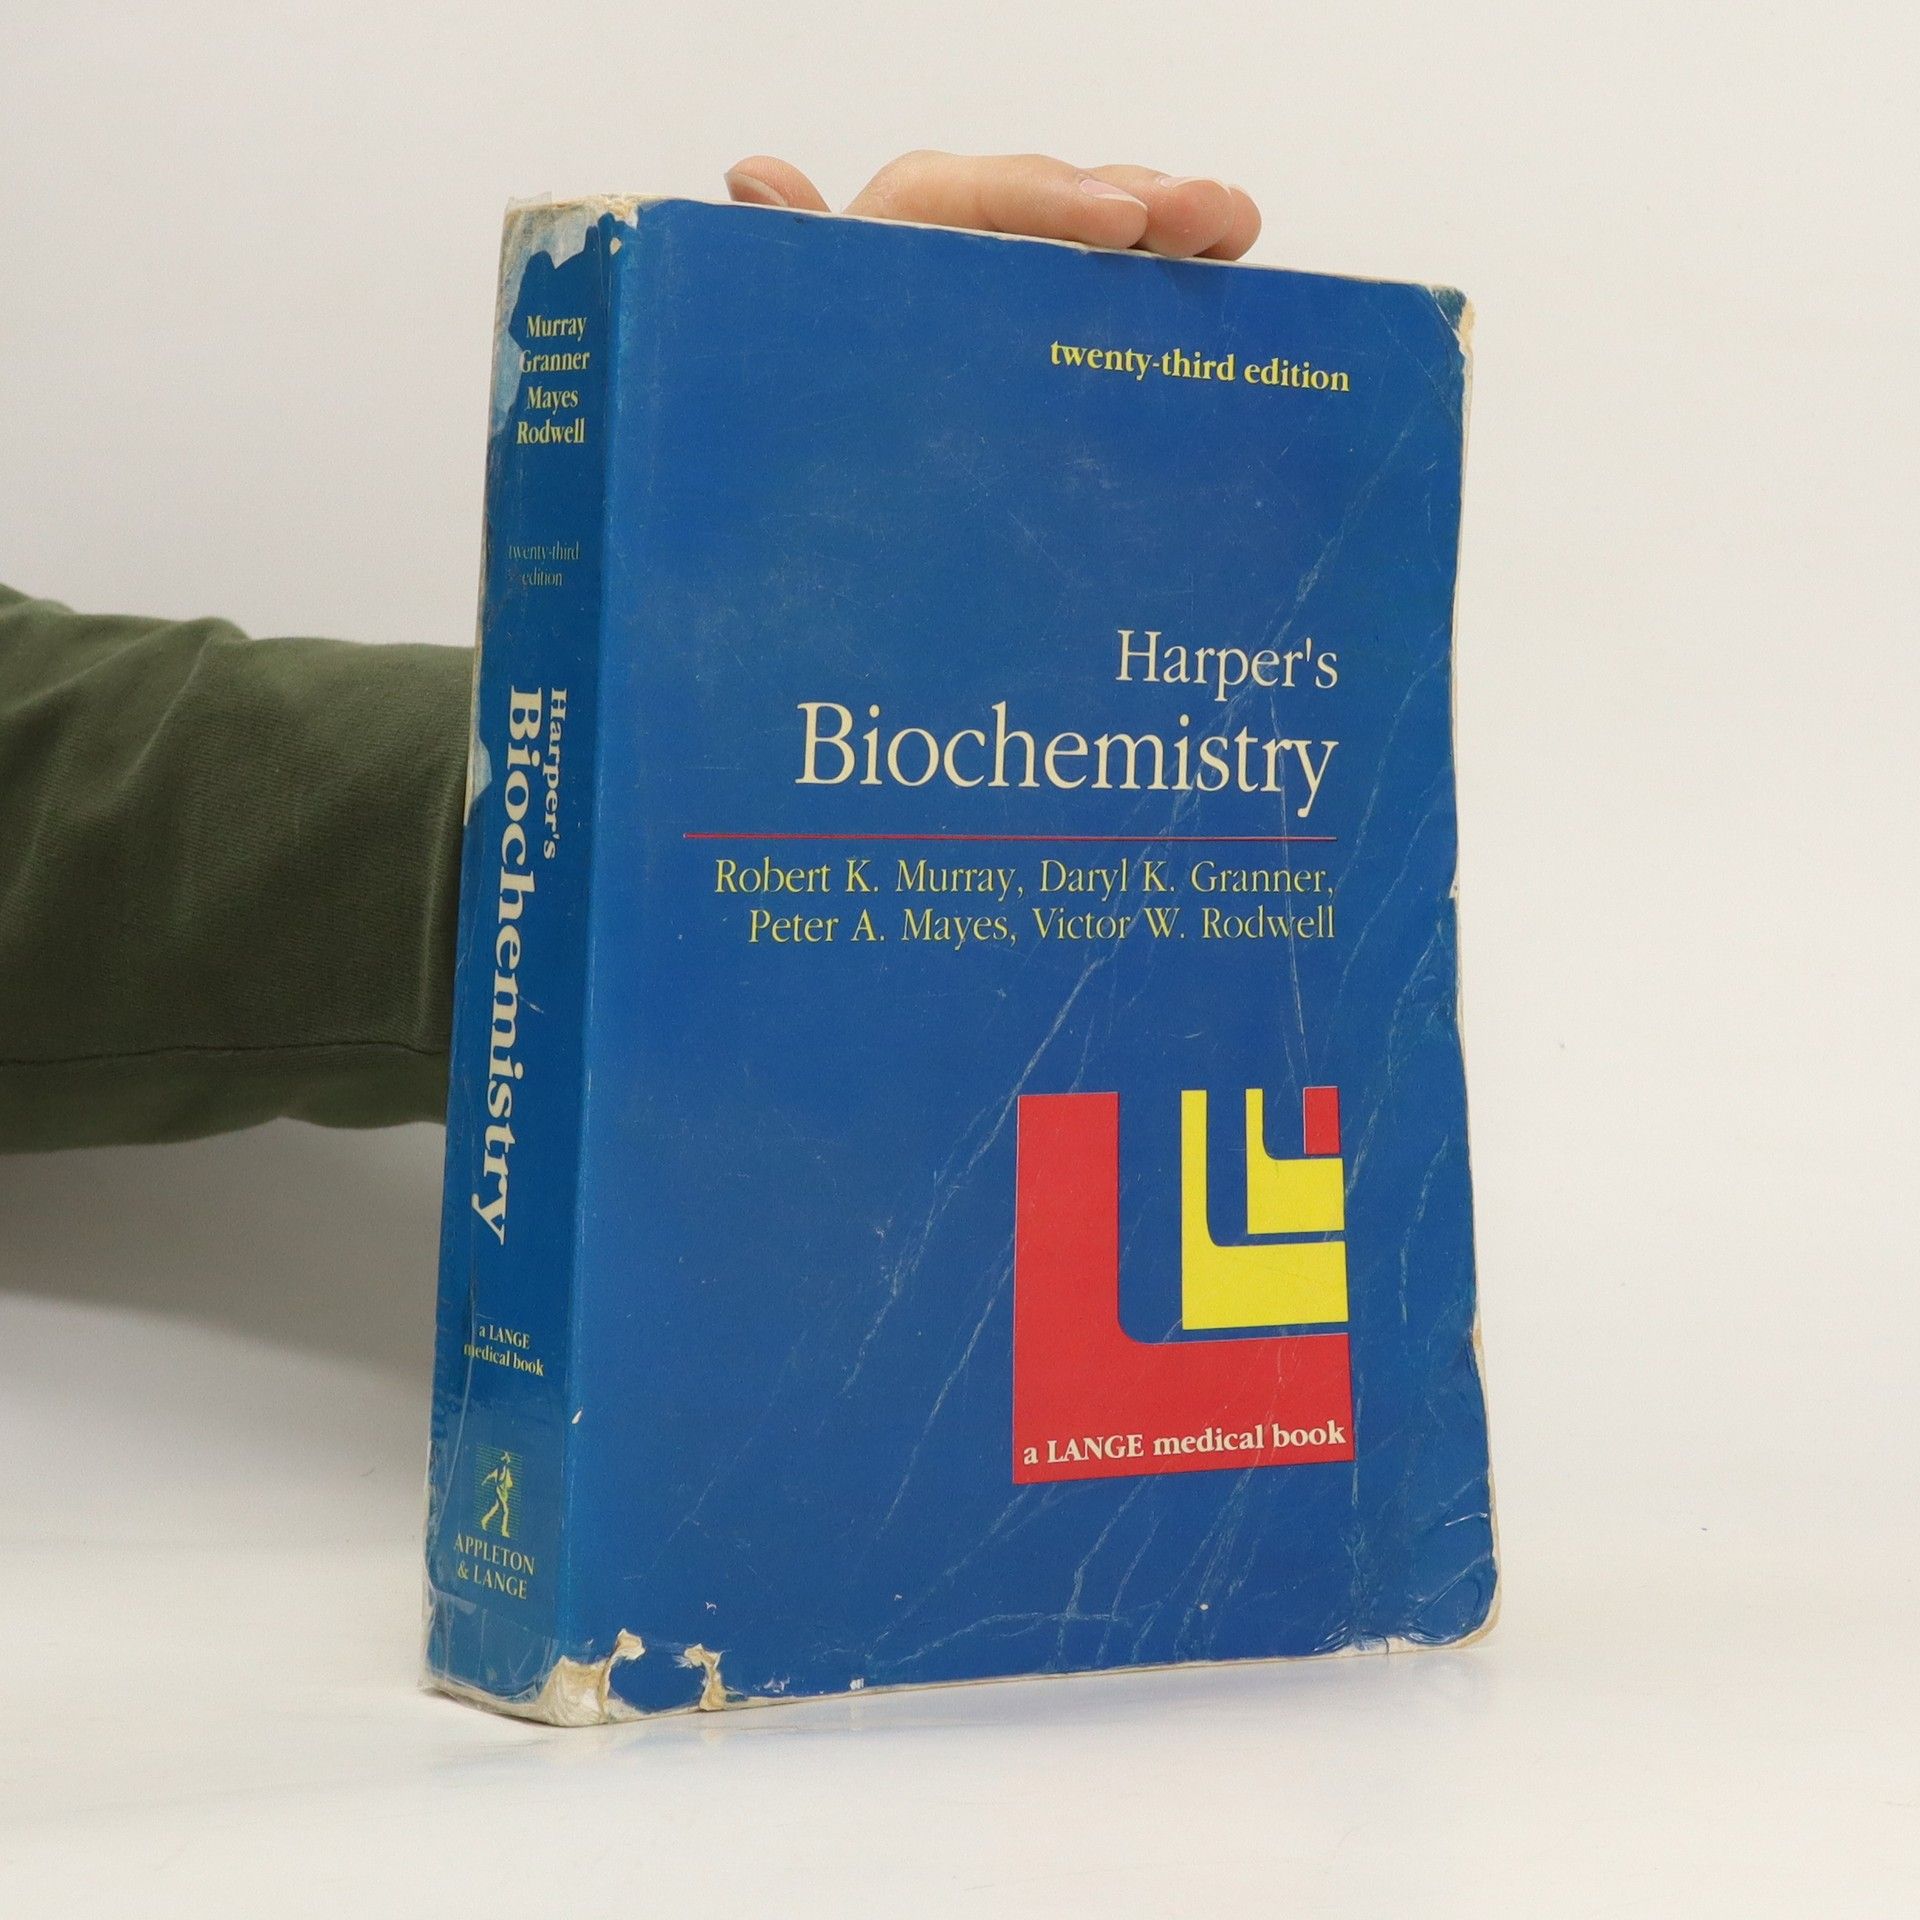 Murray
Granner
Mayes
Rodwell
twenty-third
edition
Harper's
Biochemistry
a LANGE
medical book
APPLETON
& LANGE
twenty-third edition
Harper's
Biochemistry
Robert K. Murray, Daryl K. Granner,
Peter A. Mayes, Victor W. Rodwell
a LANGE medical book